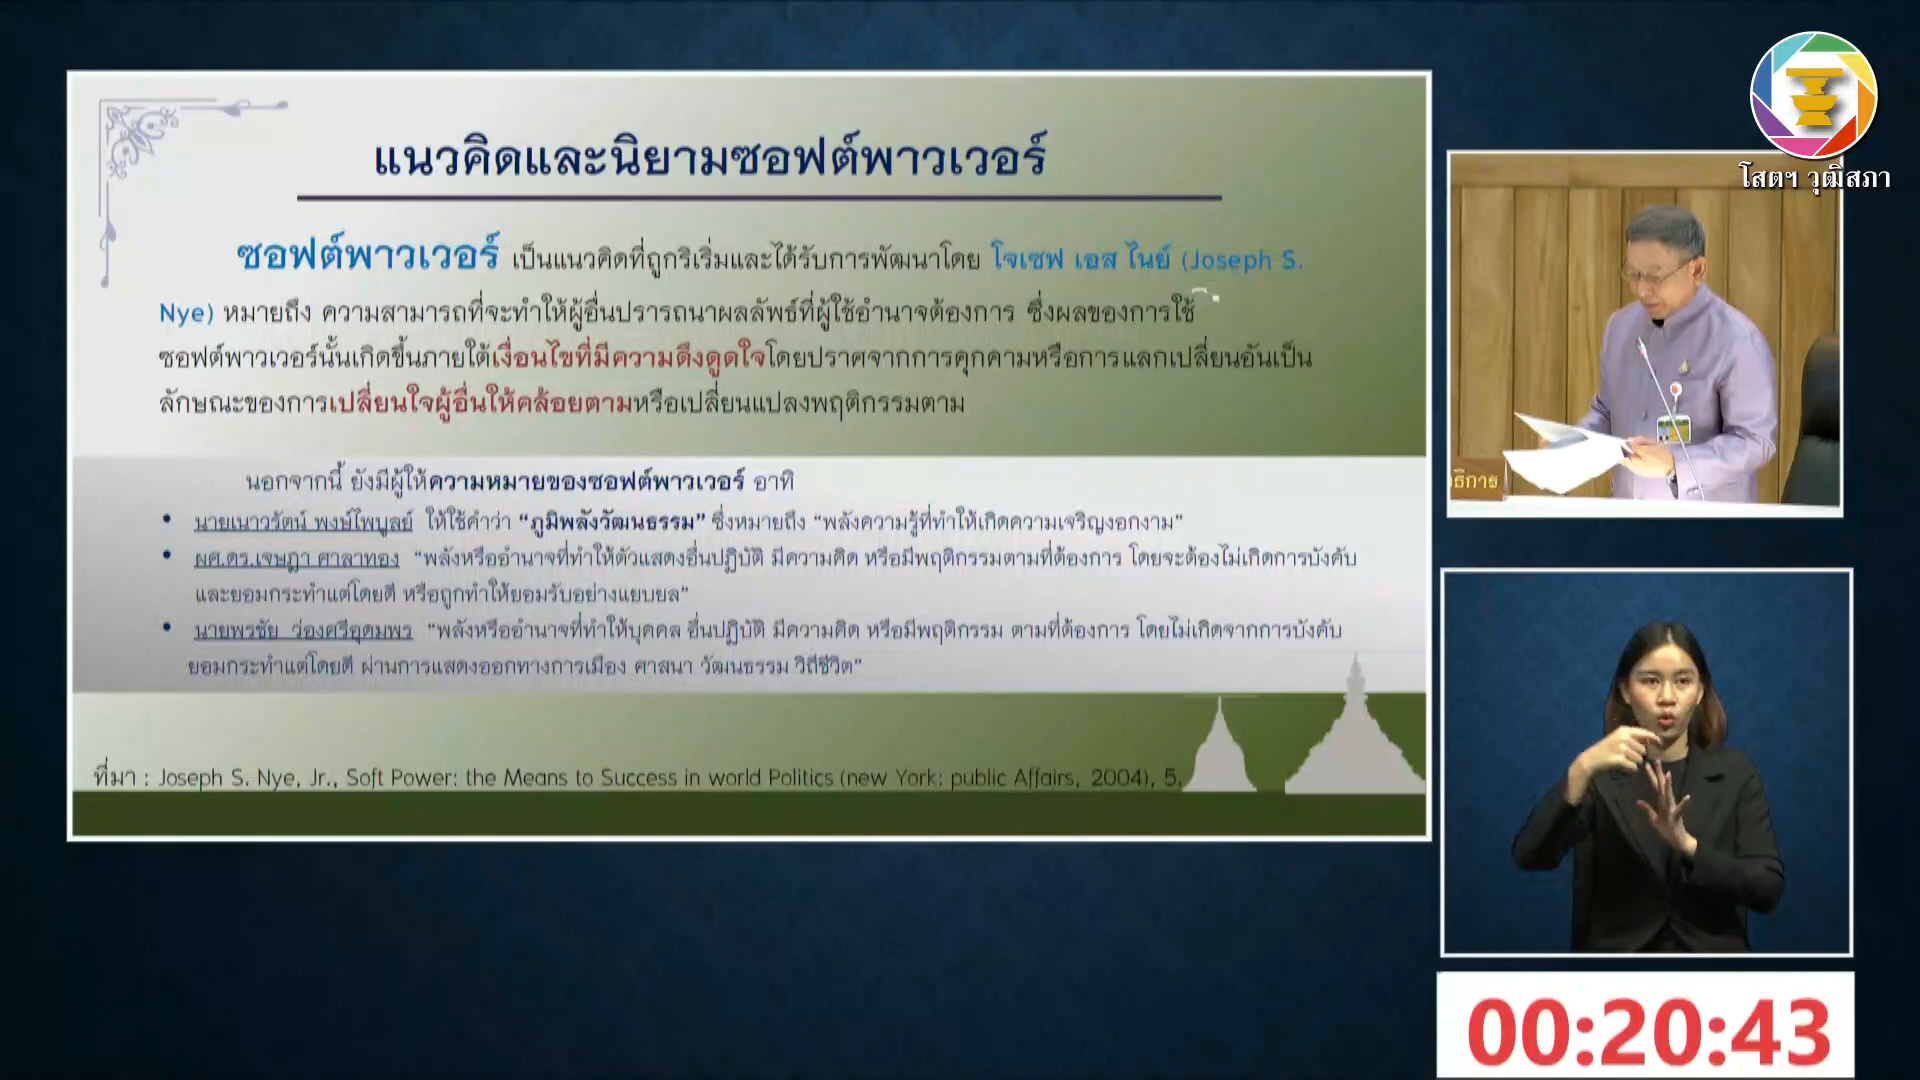 แนวคิดและนิยามซอฟต์พาวเวอร์
ซอฟต์พาวเวอร์ เป็นแนวคิดที่ถูกริเริ่มและได้รับการพัฒนาโดย โจเซฟ เอส ไนย์ (Joseph S.
Nye) หมายถึง ความสามารถที่จะทำให้ผู้อื่นปรารถนาผลลัพธ์ที่ผู้ใช้อำนาจต้องการ ซึ่งผลของการใช้
ซอฟต์พาวเวอร์นั้นเกิดขึ้นภายใต้เงื่อนไขที่มีความดึงดูดใจโดยปราศจากการคุกคามหรือการแลกเปลี่ยนอันเป็น
ลักษณะของการเปลี่ยนใจผู้อื่นให้คล้อยตามหรือเปลี่ยนแปลงพฤติกรรมตาม
นอกจากนี้ ยังมีผู้ให้ความหมายของซอฟต์พาวเวอร์ อาทิ
• นายเนาวรัตน์ พงษ์ไพบูลย์ ให้ใช้คำว่า “ภูมิพลังวัฒนธรรม” ซึ่งหมายถึง “พลังความรู้ที่ทำให้เกิดความเจริญงอกงาม”
• ผศ.ดร.เจษฎา ศาลาทอง “พลังหรืออำนาจที่ทำให้ตัวแสดงอื่นปฏิบัติ มีความคิด หรือมีพฤติกรรมตามที่ต้องการ โดยจะต้องไม่เกิดการบังคับ
และยอมกระทำแต่โดยดี หรือถูกทำให้ยอมรับอย่างแยบยล”
• นายพรชัย ว่องศรีอุดมพร “พลังหรืออำนาจที่ทำให้บุคคล อื่นปฏิบัติ มีความคิด หรือมีพฤติกรรม ตามที่ต้องการ โดยไม่เกิดจากการบังคับ
ยอมกระทำแต่โดยดี ผ่านการแสดงออกทางการเมือง ศาสนา วัฒนธรรม วิถีชีวิต”
ที่มา : Joseph S. Nye, Jr., Soft Power: the Means to Success in world Politics (new York: public Affairs, 2004), 5.
โสตฯ วุฒิสภา
00:20:43